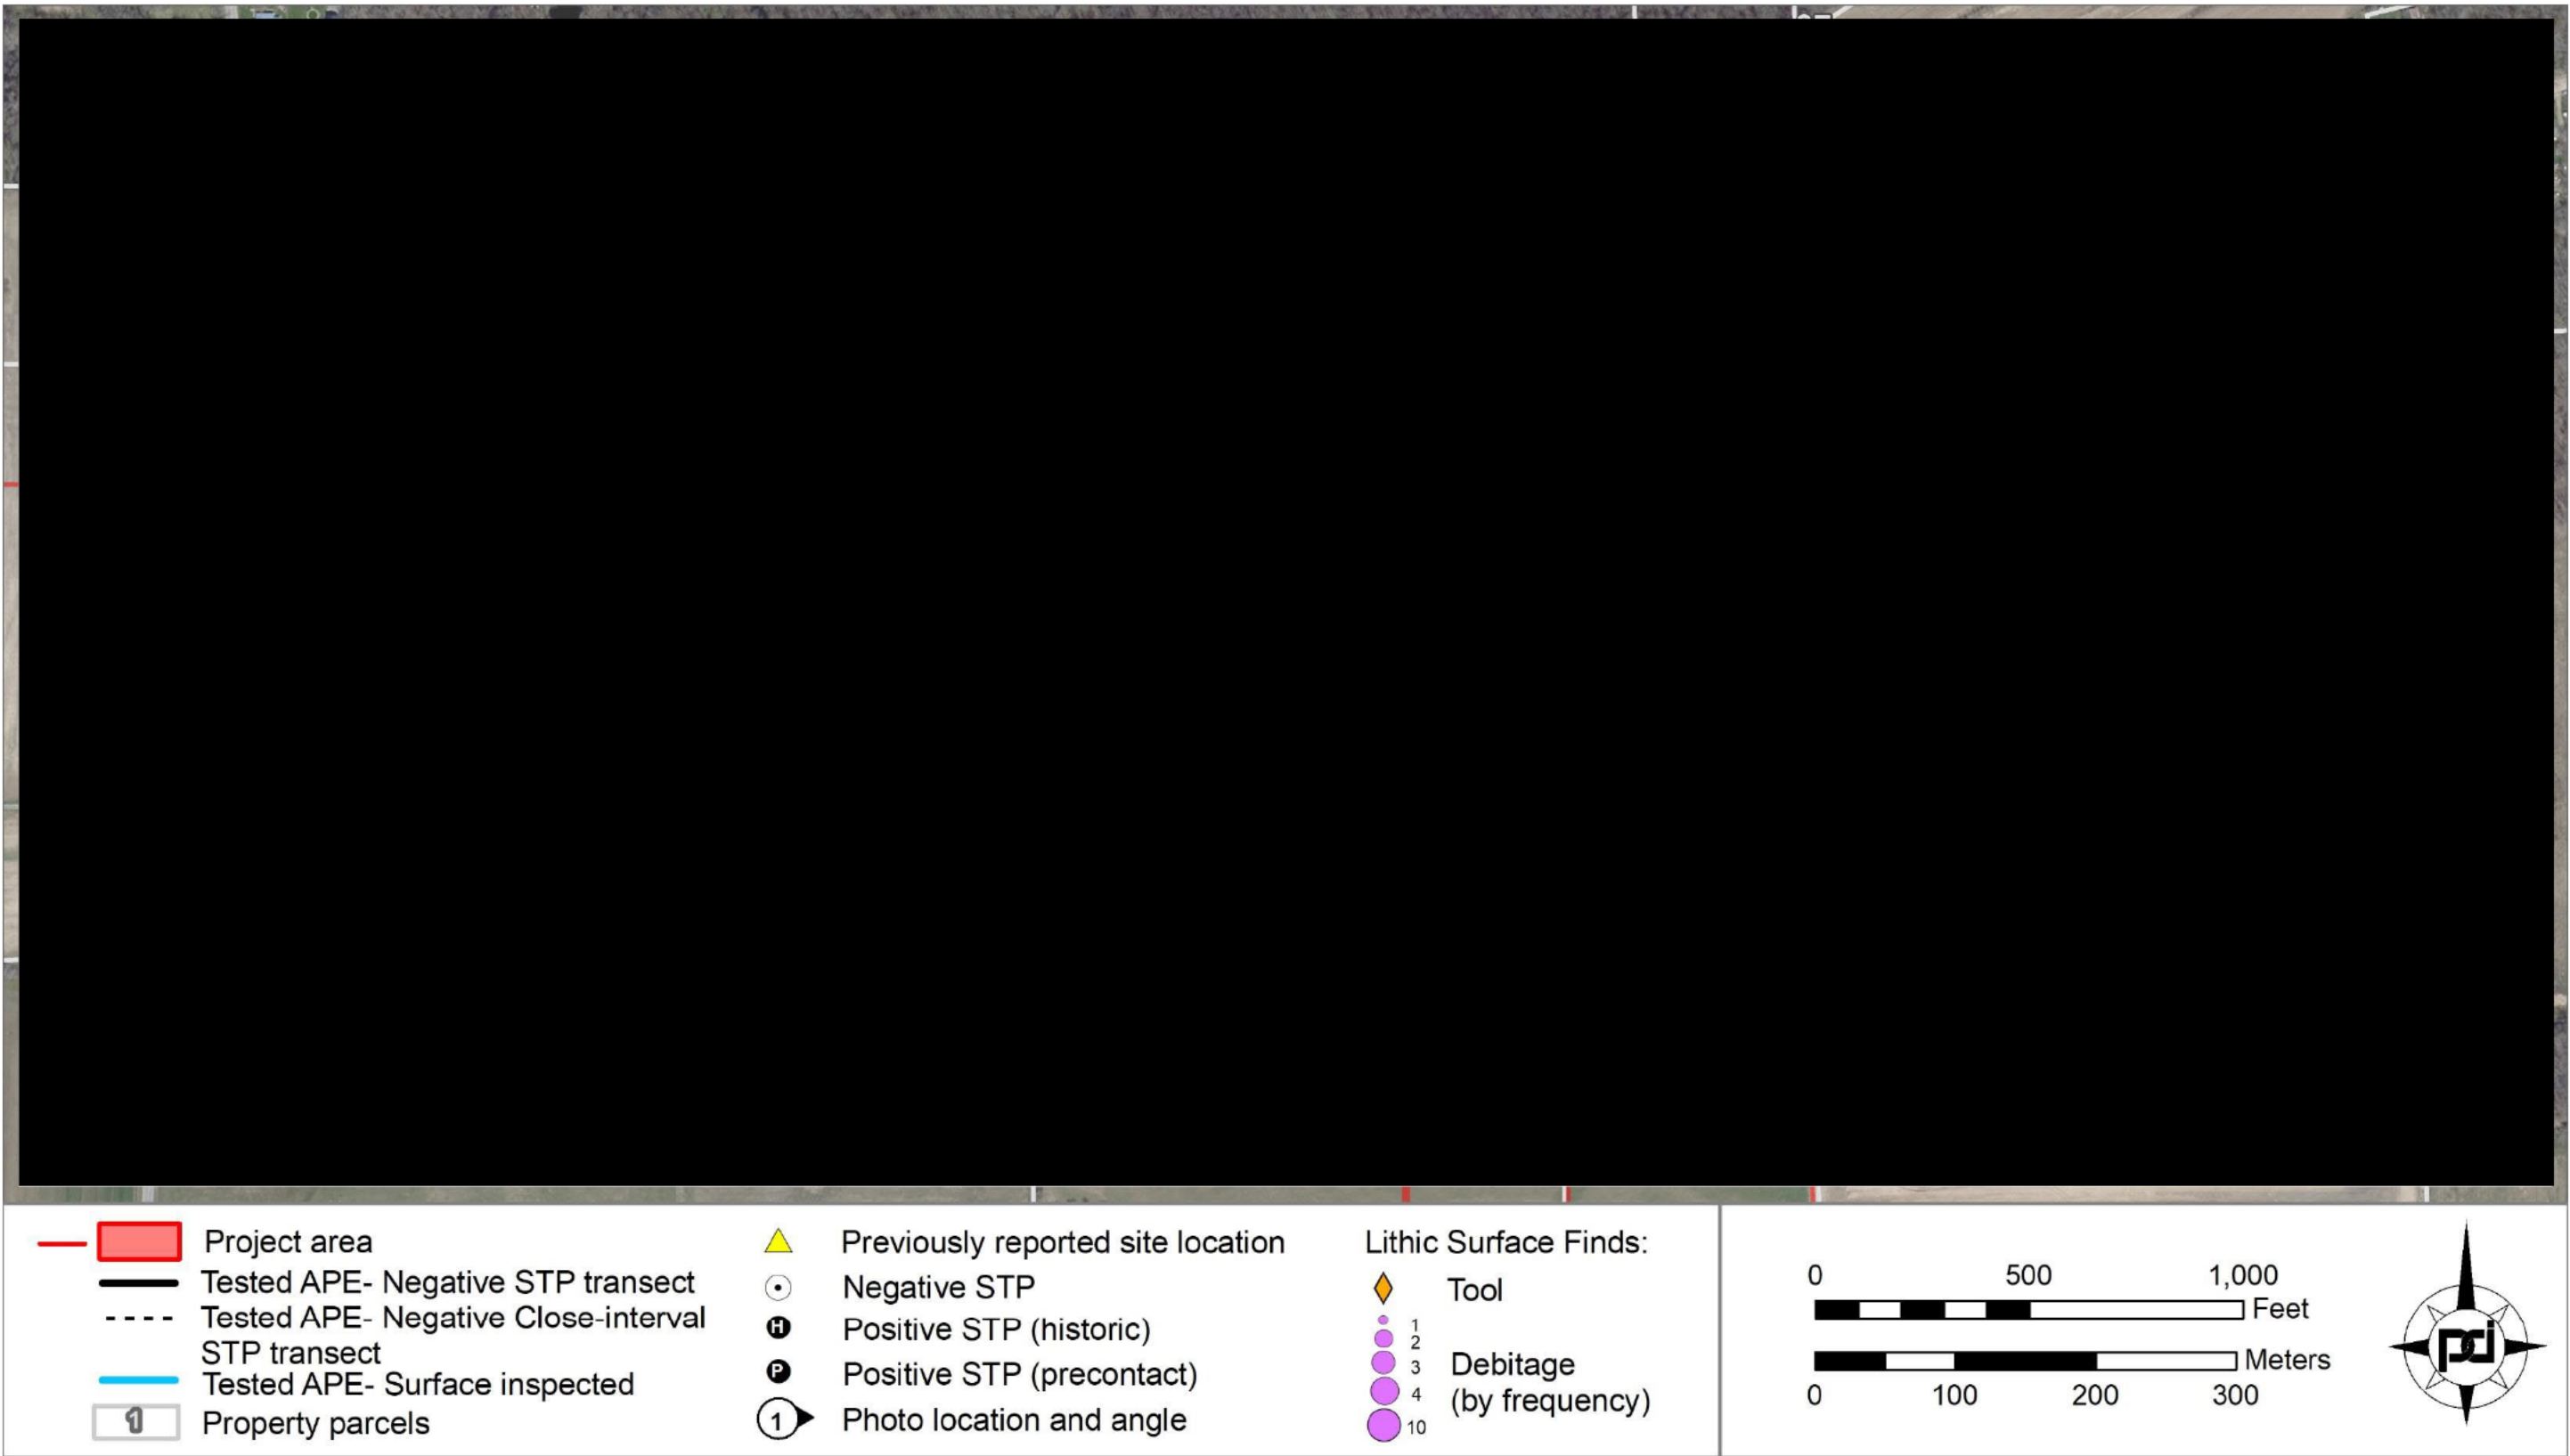 Project area
Tested APE- Negative STP transect
Tested APE- Negative Close-interval
STP transect
Tested APE- Surface inspected
1 Property parcels
Previously reported site location
Negative STP
H Positive STP (historic)
P Positive STP (precontact)
1 Photo location and angle
Lithic Surface Finds:
Tool
1
2
3
4
10
Debitage
(by frequency)
0 500 1,000
Feet
Meters
0 100 200 300
pci